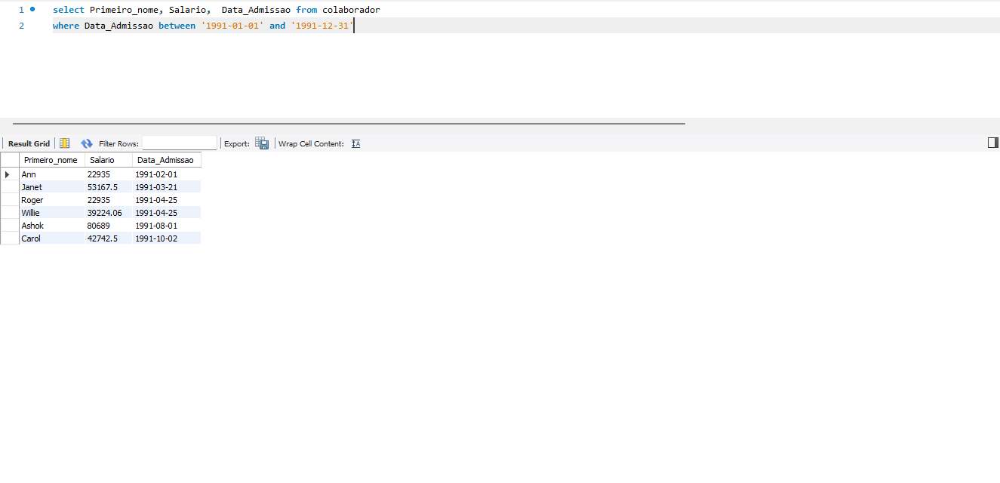 1 select Primeiro_nome, Salario,  Data_Admissao from colaborador
2 where Data_Admissao between '1991-01-01' and '1991-12-31'
Result Grid Filter Rows: Export: Wrap Cell Content:
Primeiro_nome Salario Data_Admissao
Ann 22935 1991-02-01
Janet 53167.5 1991-03-21
Roger 22935 1991-04-25
Willie 39224.06 1991-04-25
Ashok 80689 1991-08-01
Carol 42742.5 1991-10-02